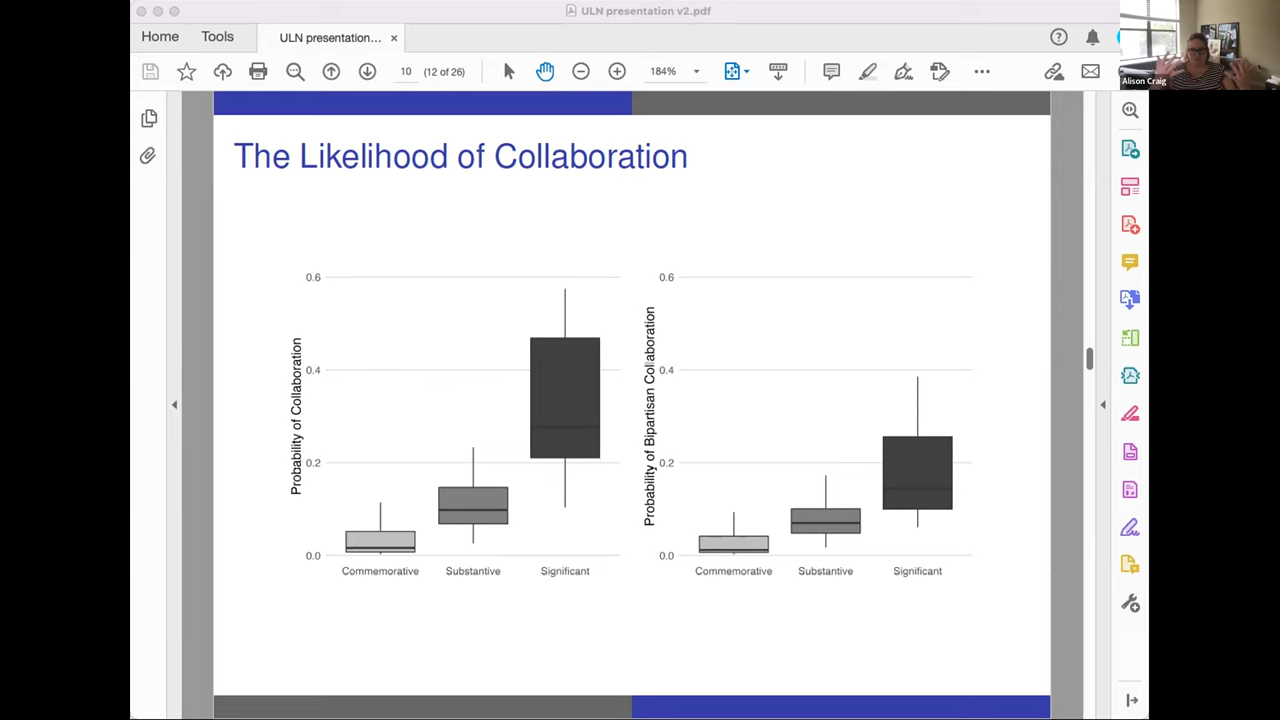 ULN presentation v2.pdf
Home Tools ULN presentation... ×
10 (12 of 26) 184%
Alison Craig
The Likelihood of Collaboration
Probability of Collaboration
0.6
0.4
0.2
0.0
Commemorative Substantive Significant
Probability of Bipartisan Collaboration
0.6
0.4
0.2
0.0
Commemorative Substantive Significant